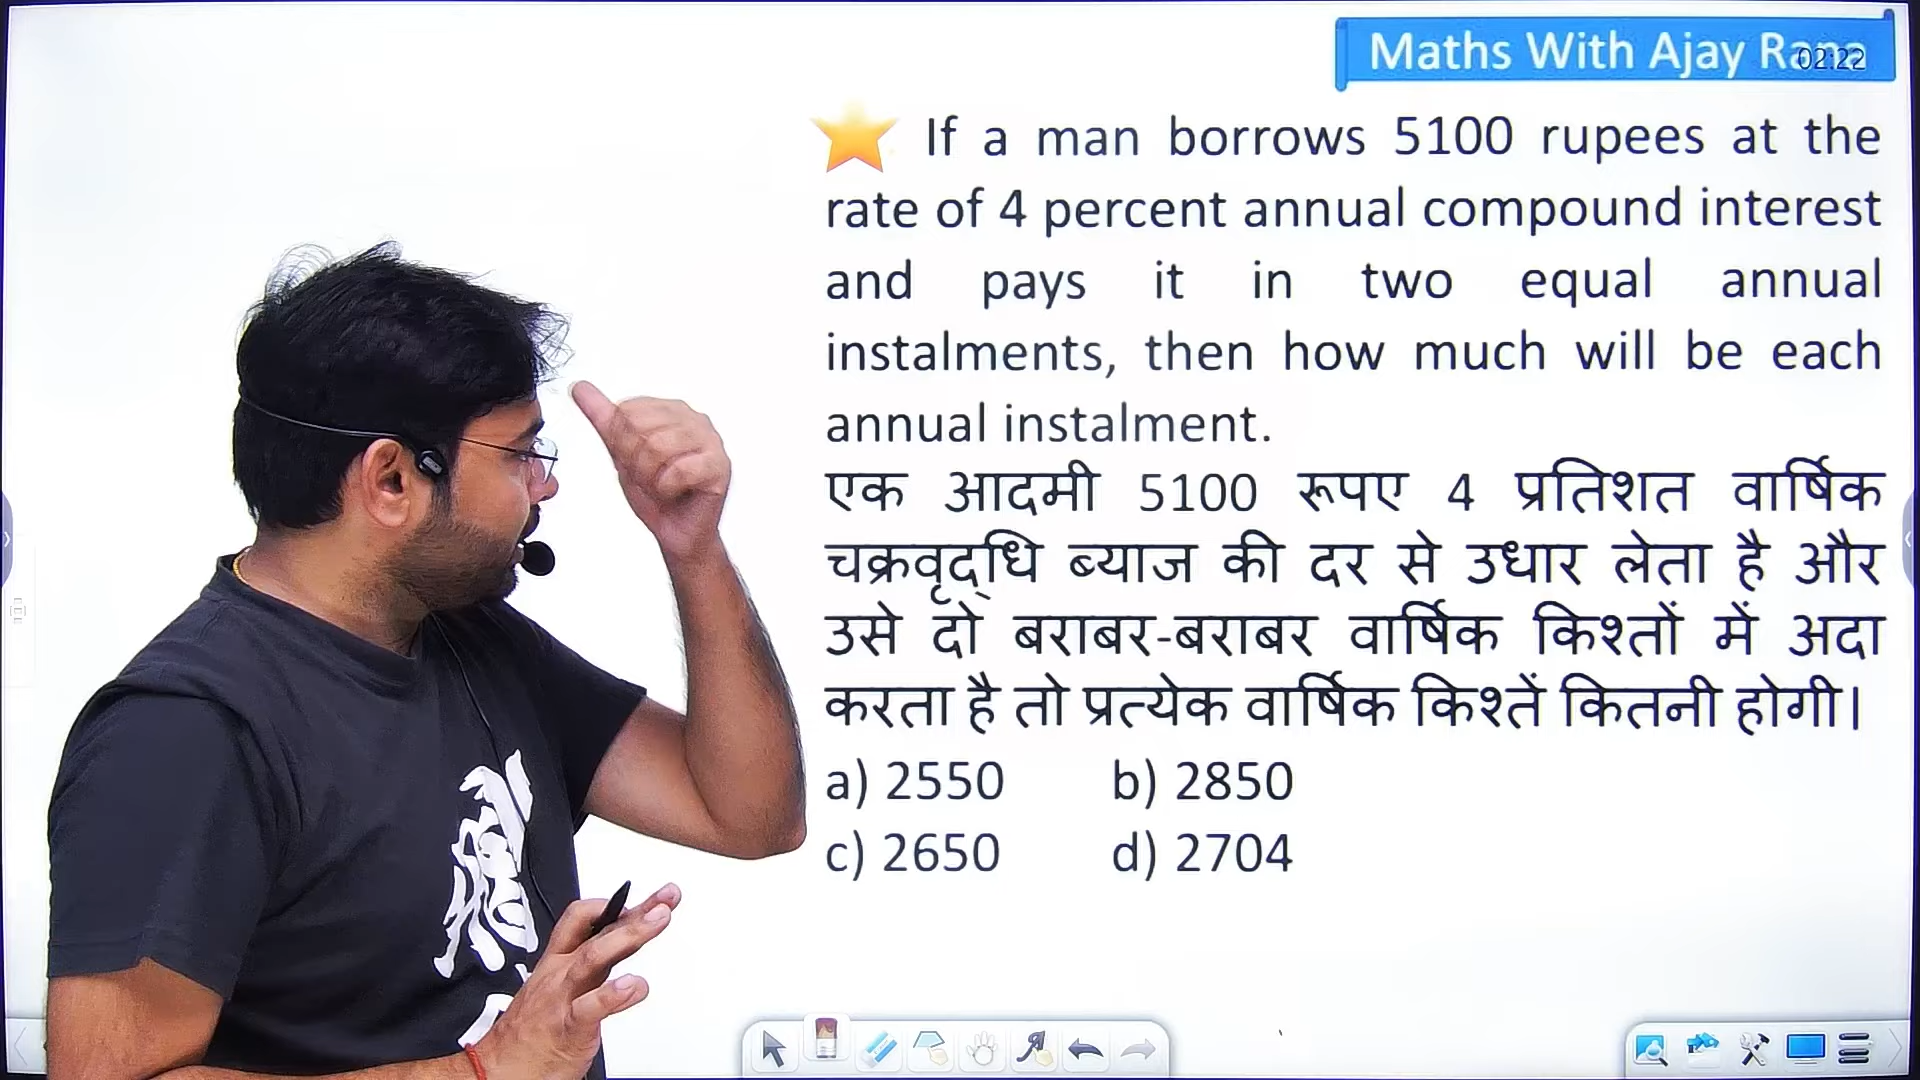 Maths With Ajay Rana
02:22
If a man borrows 5100 rupees at the
rate of 4 percent annual compound interest
and pays it in two equal annual
instalments, then how much will be each
annual instalment.
एक आदमी 5100 रूपए 4 प्रतिशत वार्षिक
चक्रवृद्धि ब्याज की दर से उधार लेता है और
उसे दो बराबर-बराबर वार्षिक किश्तों में अदा
करता है तो प्रत्येक वार्षिक किश्तें कितनी होगी।
a) 2550 b) 2850
c) 2650 d) 2704